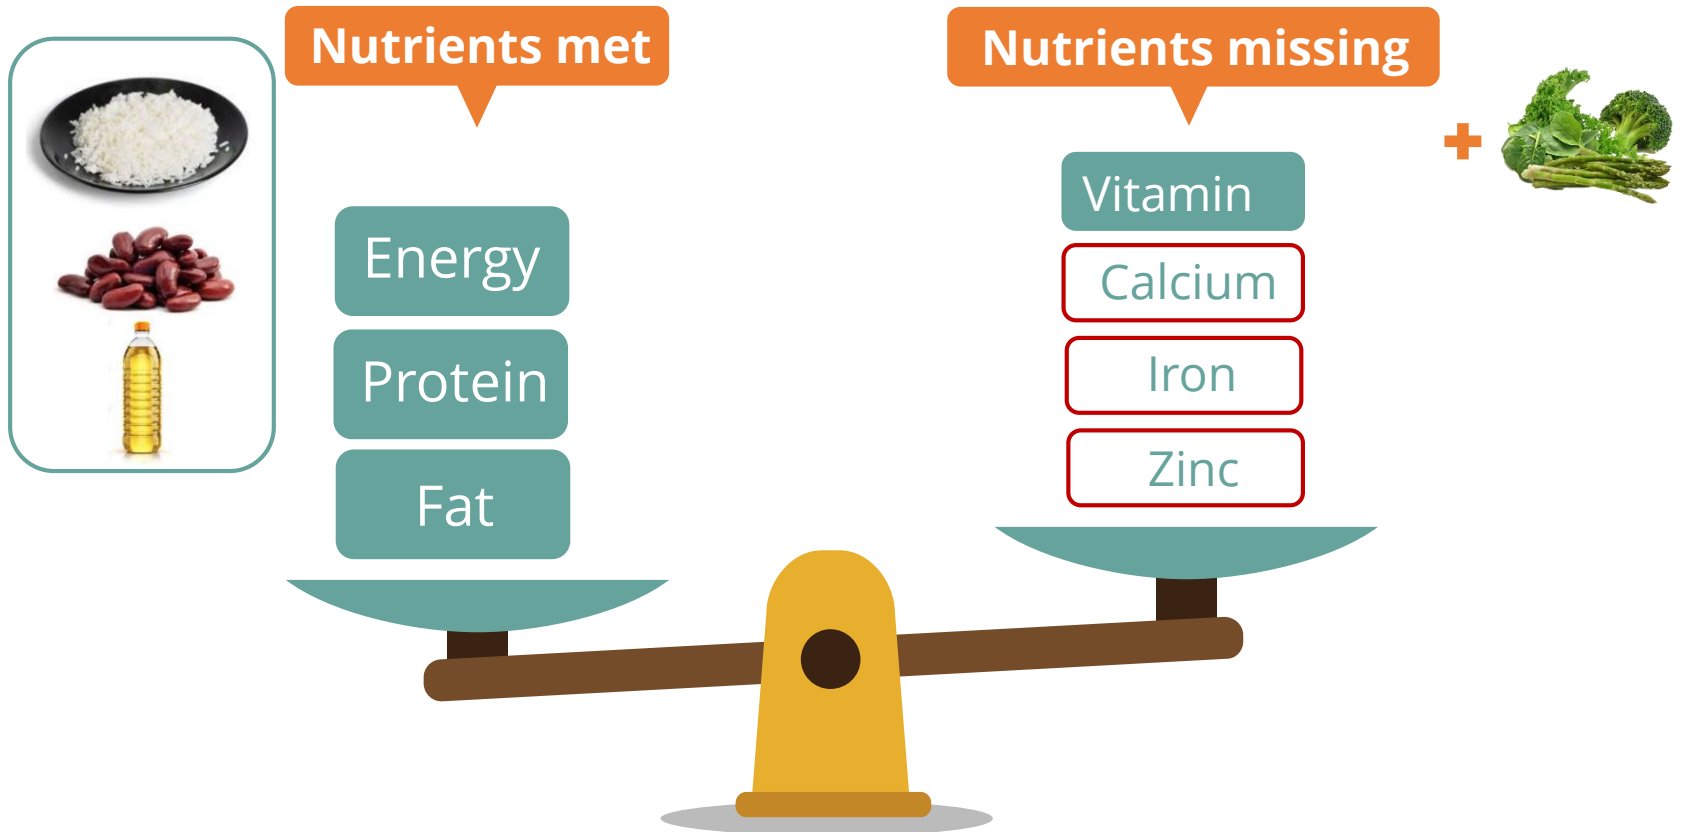 Nutrients met
Nutrients missing
Energy
Protein
Fat
Vitamin
Calcium
Iron
Zinc